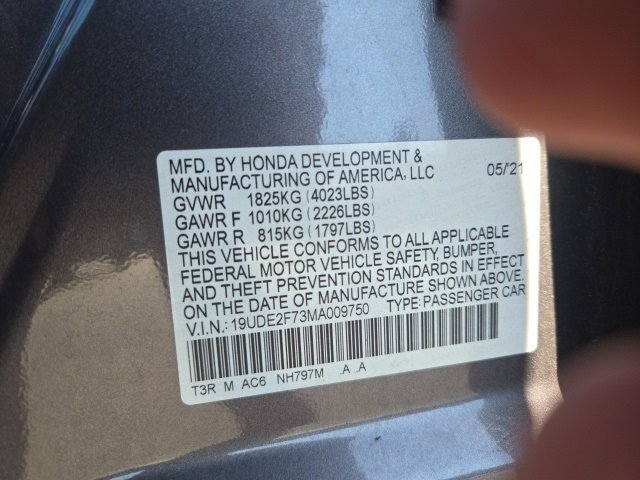 MFD. BY HONDA DEVELOPMENT & 05/'21
MANUFACTURING OF AMERICA, LLC
GVWR 1825KG (4023LBS)
GAWR F 1010KG (2226LBS)
GAWR R 815KG (1797LBS)
THIS VEHICLE CONFORMS TO ALL APPLICABLE
FEDERAL MOTOR VEHICLE SAFETY, BUMPER,
AND THEFT PREVENTION STANDARDS IN EFFECT
ON THE DATE OF MANUFACTURE SHOWN ABOVE.
V.I.N.: 19UDE2F73MA009750 TYPE: PASSENGER CAR
T3R M AC6 NH797M .A .A